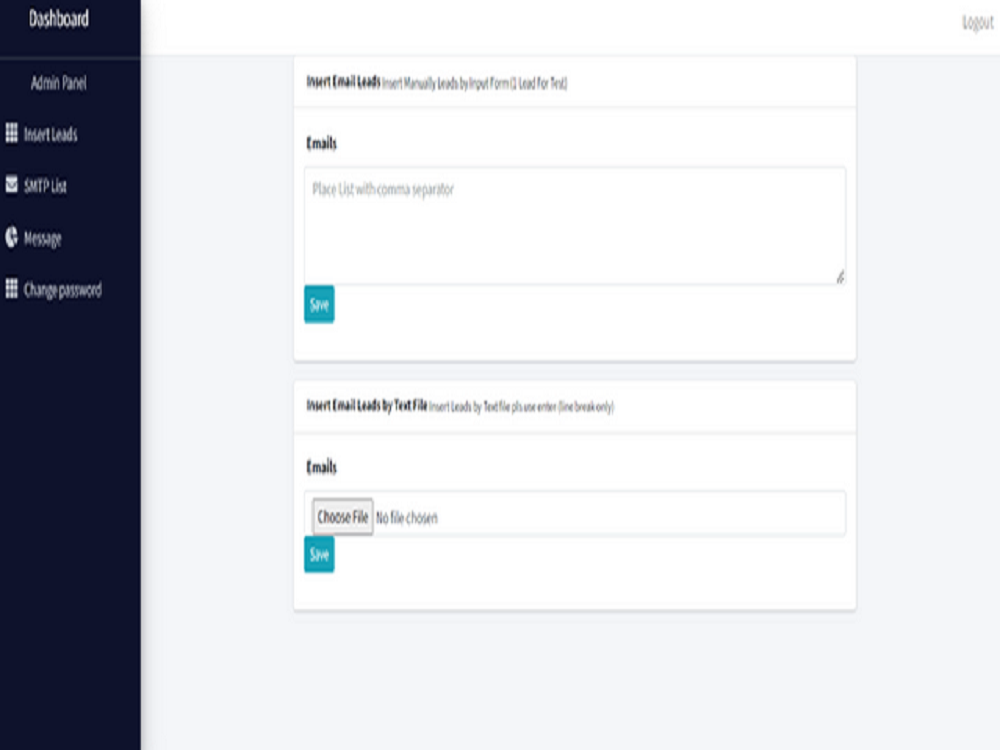 Dashboard
Logout
Admin Panel
Insert Leads
SMTP List
Message
Change password
Insert Email Leads Insert Manually Leads by Input Form (1 Lead For Test)
Emails
Place List with comma separator
Save
Insert Email Leads by Text File Insert Leads by Text file pls use enter (line break only)
Emails
Choose File No file chosen
Save